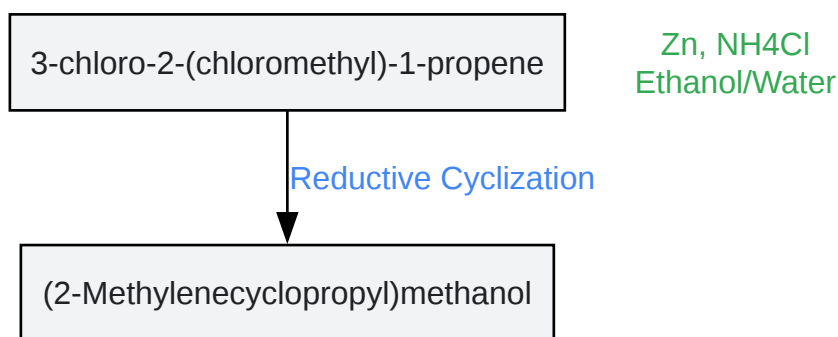 3-chloro-2-(chloromethyl)-1-propene
Zn, NH4Cl
Ethanol/Water
Reductive Cyclization
(2-Methylenecyclopropyl)methanol